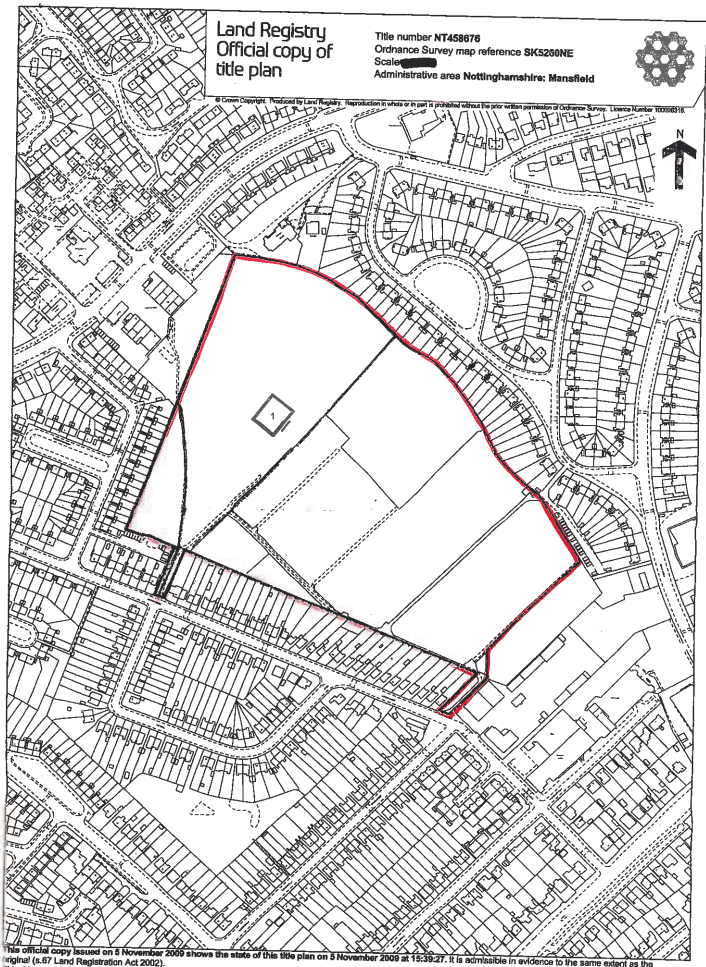 Land Registry
Official copy of
title plan
Title number NT458676
Ordnance Survey map reference SK5260NE
Scale
Administrative area Nottinghamshire: Mansfield
© Crown Copyright. Produced by Land Registry. Reproduction in whole or in part is prohibited without the prior written permission of Ordnance Survey. Licence Number 100026316.
N
1
This official copy issued on 5 November 2009 shows the state of this title plan on 5 November 2009 at 15:39:27. It is admissible in evidence to the same extent as the
original (s.67 Land Registration Act 2002).